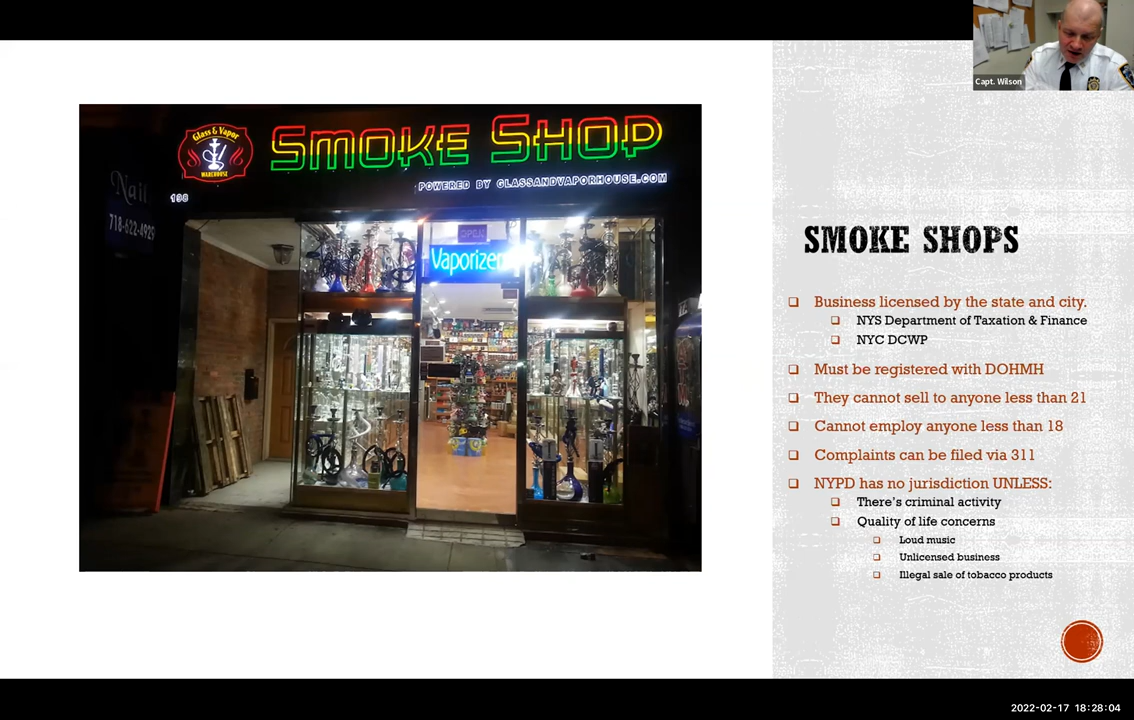 Capt. Wilson
Glass & Vapor
WAREHOUSE
SMOKE SHOP
POWERED BY GLASSANDVAPORHOUSE.COM
198
Nail
718-622-4929
OPEN
Vaporizer
SMOKE SHOPS
Business licensed by the state and city.
NYS Department of Taxation & Finance
NYC DCWP
Must be registered with DOHMH
They cannot sell to anyone less than 21
Cannot employ anyone less than 18
Complaints can be filed via 311
NYPD has no jurisdiction UNLESS:
There's criminal activity
Quality of life concerns
Loud music
Unlicensed business
Illegal sale of tobacco products
2022-02-17 18:28:04